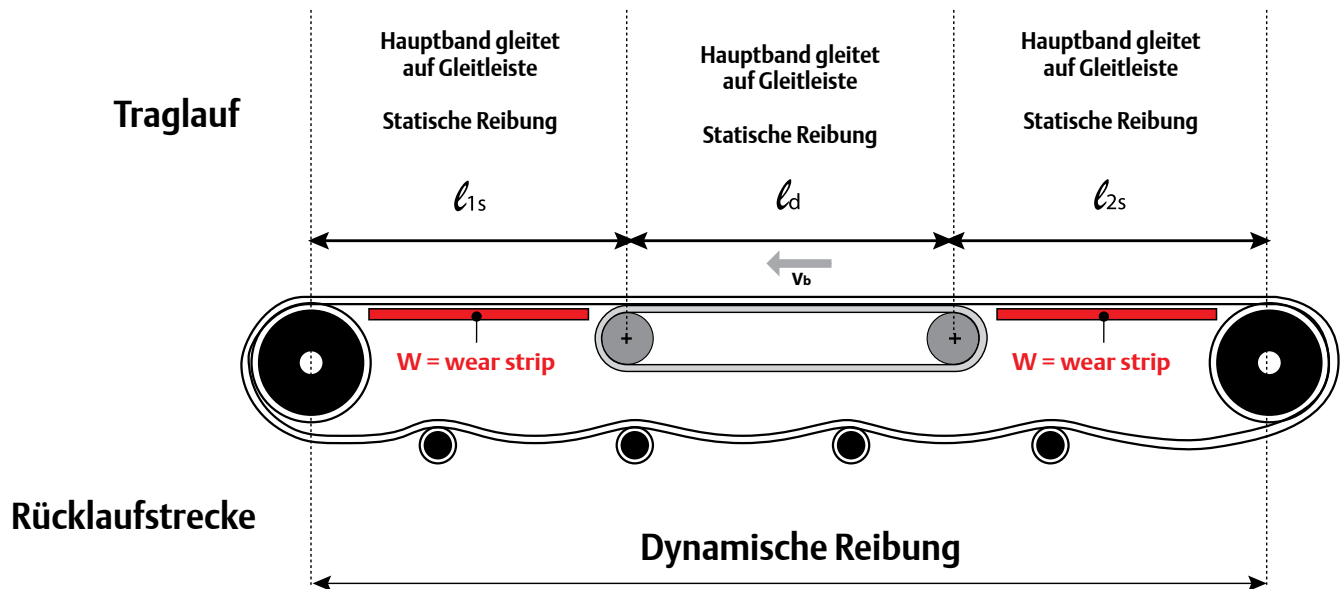 Traglauf
Hauptband gleitet
auf Gleitleiste
Statische Reibung
ℓ1s
Hauptband gleitet
auf Gleitleiste
Statische Reibung
ℓd
Hauptband gleitet
auf Gleitleiste
Statische Reibung
ℓ2s
vb
W = wear strip
W = wear strip
Rücklaufstrecke
Dynamische Reibung